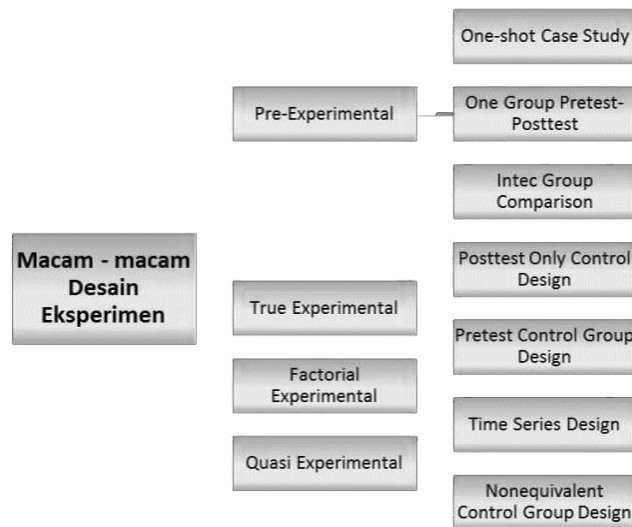 One-shot Case Study
Pre-Experimental
One Group Pretest-
Posttest
Intec Group
Comparison
Macam - macam
Desain
Eksperimen
Posttest Only Control
Design
True Experimental
Pretest Control Group
Design
Factorial
Experimental
Time Series Design
Quasi Experimental
Nonequivalent
Control Group Design